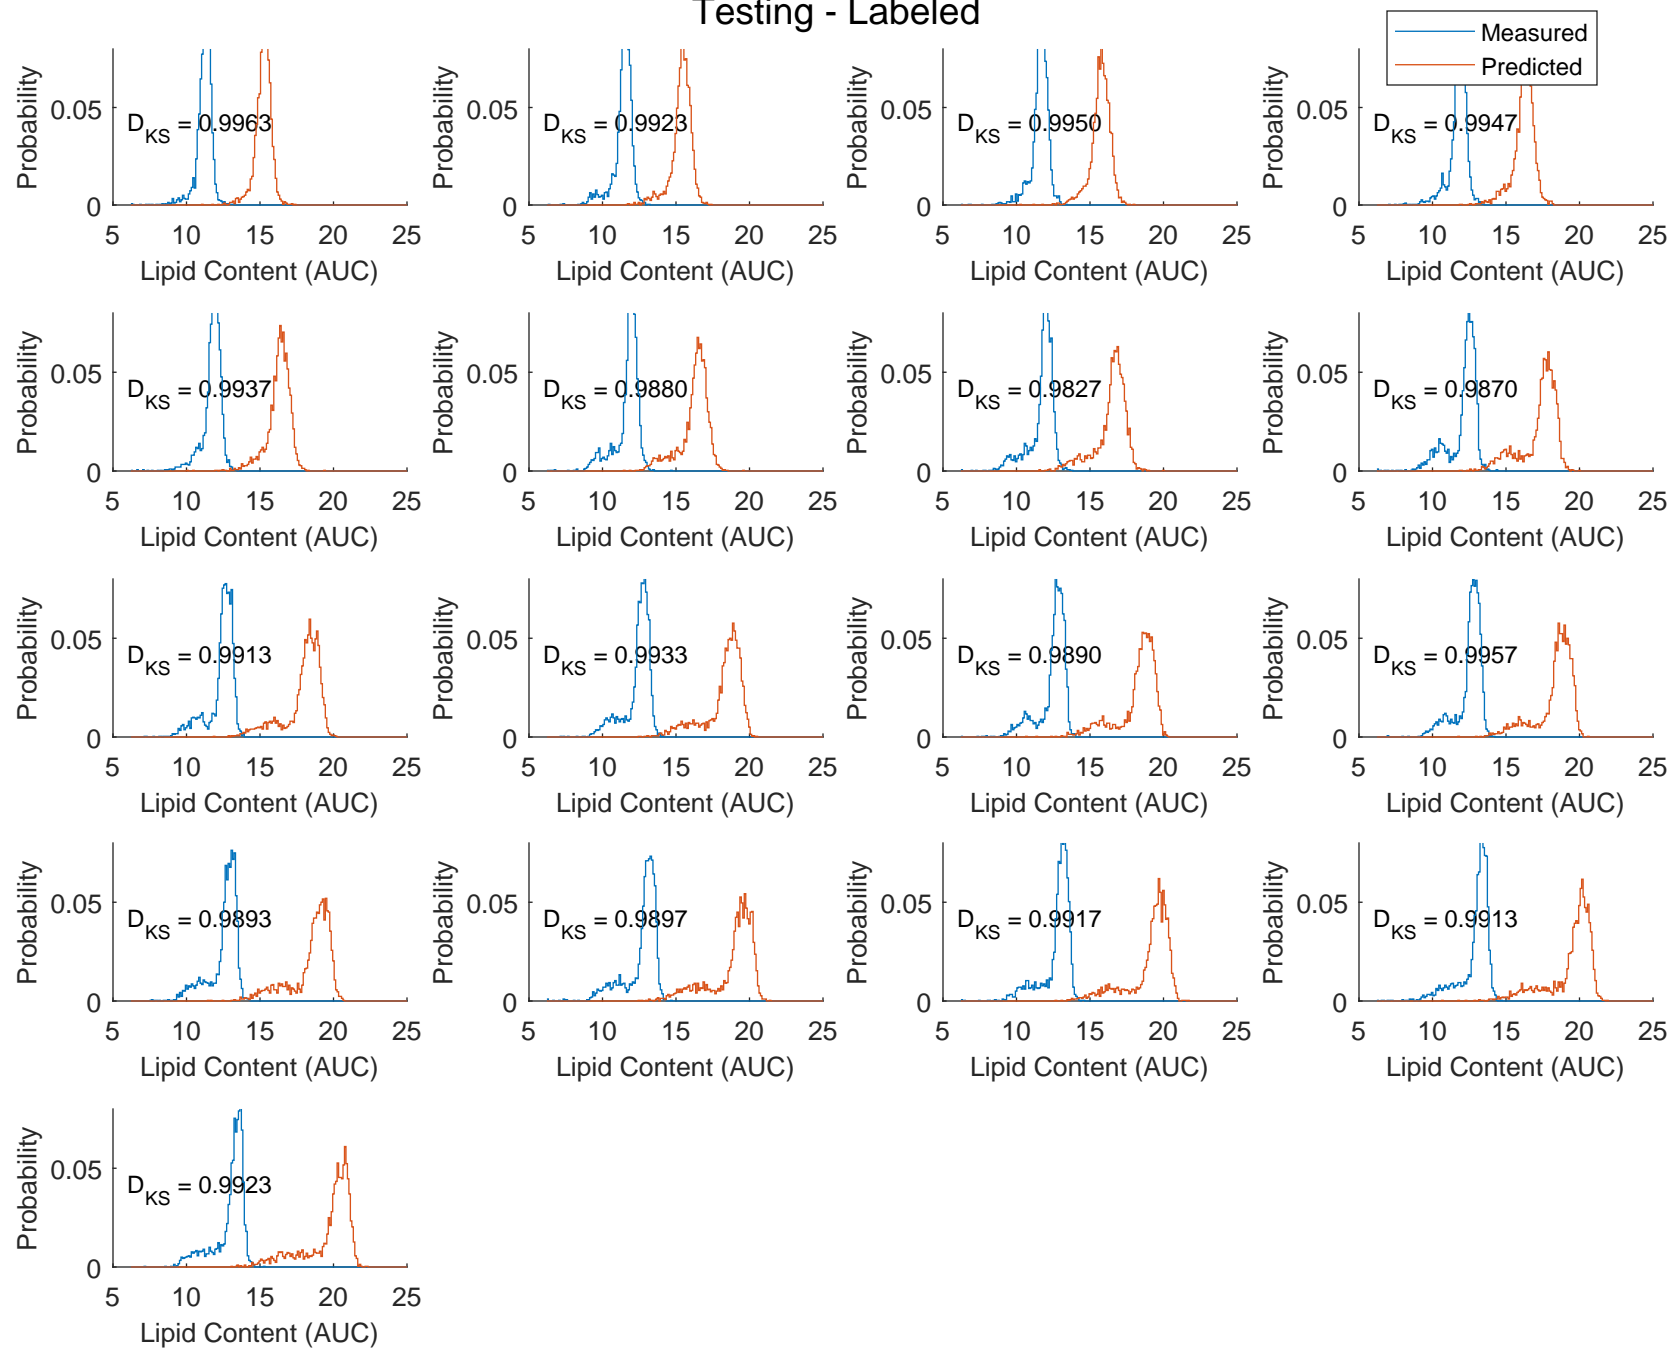 Testing - Labeled
Measured
Predicted
Probability
0.05
0
D_KS = 0.9963
5 10 15 20 25
Lipid Content (AUC)
Probability
0.05
0
D_KS = 0.9923
5 10 15 20 25
Lipid Content (AUC)
Probability
0.05
0
D_KS = 0.9950
5 10 15 20 25
Lipid Content (AUC)
Probability
0.05
0
D_KS = 0.9947
5 10 15 20 25
Lipid Content (AUC)
Probability
0.05
0
D_KS = 0.9937
5 10 15 20 25
Lipid Content (AUC)
Probability
0.05
0
D_KS = 0.9880
5 10 15 20 25
Lipid Content (AUC)
Probability
0.05
0
D_KS = 0.9827
5 10 15 20 25
Lipid Content (AUC)
Probability
0.05
0
D_KS = 0.9870
5 10 15 20 25
Lipid Content (AUC)
Probability
0.05
0
D_KS = 0.9913
5 10 15 20 25
Lipid Content (AUC)
Probability
0.05
0
D_KS = 0.9933
5 10 15 20 25
Lipid Content (AUC)
Probability
0.05
0
D_KS = 0.9890
5 10 15 20 25
Lipid Content (AUC)
Probability
0.05
0
D_KS = 0.9957
5 10 15 20 25
Lipid Content (AUC)
Probability
0.05
0
D_KS = 0.9893
5 10 15 20 25
Lipid Content (AUC)
Probability
0.05
0
D_KS = 0.9897
5 10 15 20 25
Lipid Content (AUC)
Probability
0.05
0
D_KS = 0.9917
5 10 15 20 25
Lipid Content (AUC)
Probability
0.05
0
D_KS = 0.9913
5 10 15 20 25
Lipid Content (AUC)
Probability
0.05
0
D_KS = 0.9923
5 10 15 20 25
Lipid Content (AUC)